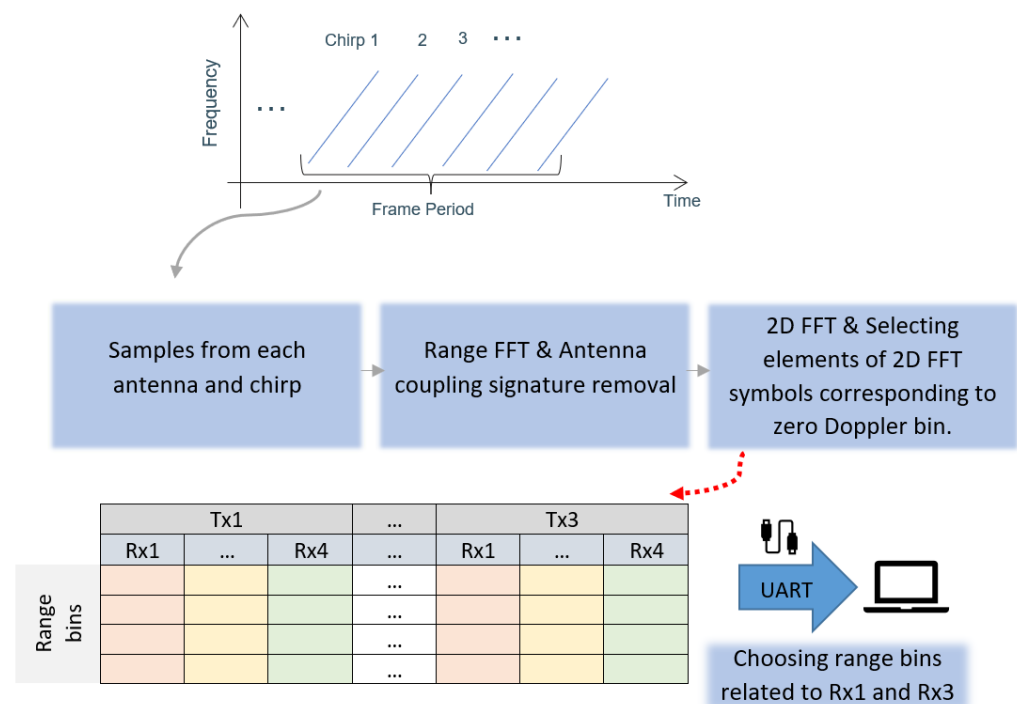 Chirp 1 2 3 ...
Frequency
...
Time
Frame Period
Samples from each
antenna and chirp
Range FFT & Antenna
coupling signature removal
2D FFT & Selecting
elements of 2D FFT
symbols corresponding to
zero Doppler bin.
Tx1 ... Tx3
Rx1 ... Rx4 ... Rx1 ... Rx4
Range
bins
...
...
...
...
UART
Choosing range bins
related to Rx1 and Rx3